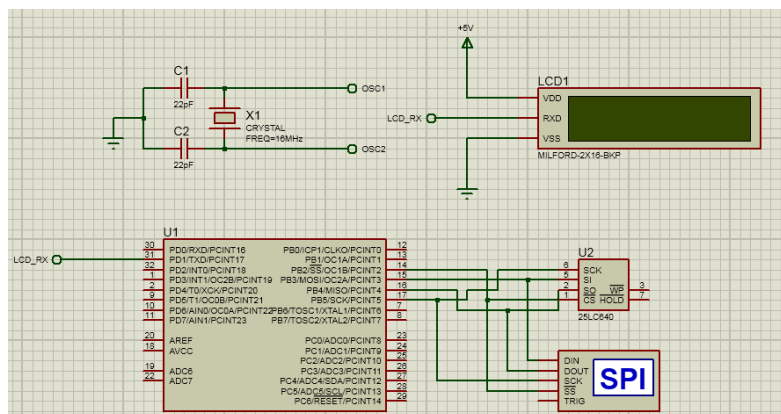 +5V
C1
22pF
OSC1
X1
CRYSTAL
FREQ=16MHz
C2
22pF
OSC2
LCD1
VDD
LCD_RX
RXD
VSS
MILFORD-2X16-BKP
U1
LCD_RX
30 PD0/RXD/PCINT16 PB0/ICP1/CLKO/PCINT0 12
31 PD1/TXD/PCINT17 PB1/OC1A/PCINT1 13
32 PD2/INT0/PCINT18 PB2/SS/OC1B/PCINT2 14
1 PD3/INT1/OC2B/PCINT19 PB3/MOSI/OC2A/PCINT3 15
2 PD4/T0/XCK/PCINT20 PB4/MISO/PCINT4 16
9 PD5/T1/OC0B/PCINT21 PB5/SCK/PCINT5 17
10 PD6/AIN0/OC0A/PCINT22 PB6/TOSC1/XTAL1/PCINT6 7
11 PD7/AIN1/PCINT23 PB7/TOSC2/XTAL2/PCINT7 8
20 AREF PC0/ADC0/PCINT8 23
18 AVCC PC1/ADC1/PCINT9 24
PC2/ADC2/PCINT10 25
19 ADC6 PC3/ADC3/PCINT11 26
22 ADC7 PC4/ADC4/SDA/PCINT12 27
PC5/ADC5/SCL/PCINT13 28
PC6/RESET/PCINT14 29
U2
6 SCK
5 SI
2 SO WP 3
1 CS HOLD 7
25LC640
DIN
DOUT
SCK
SS
TRIG
SPI